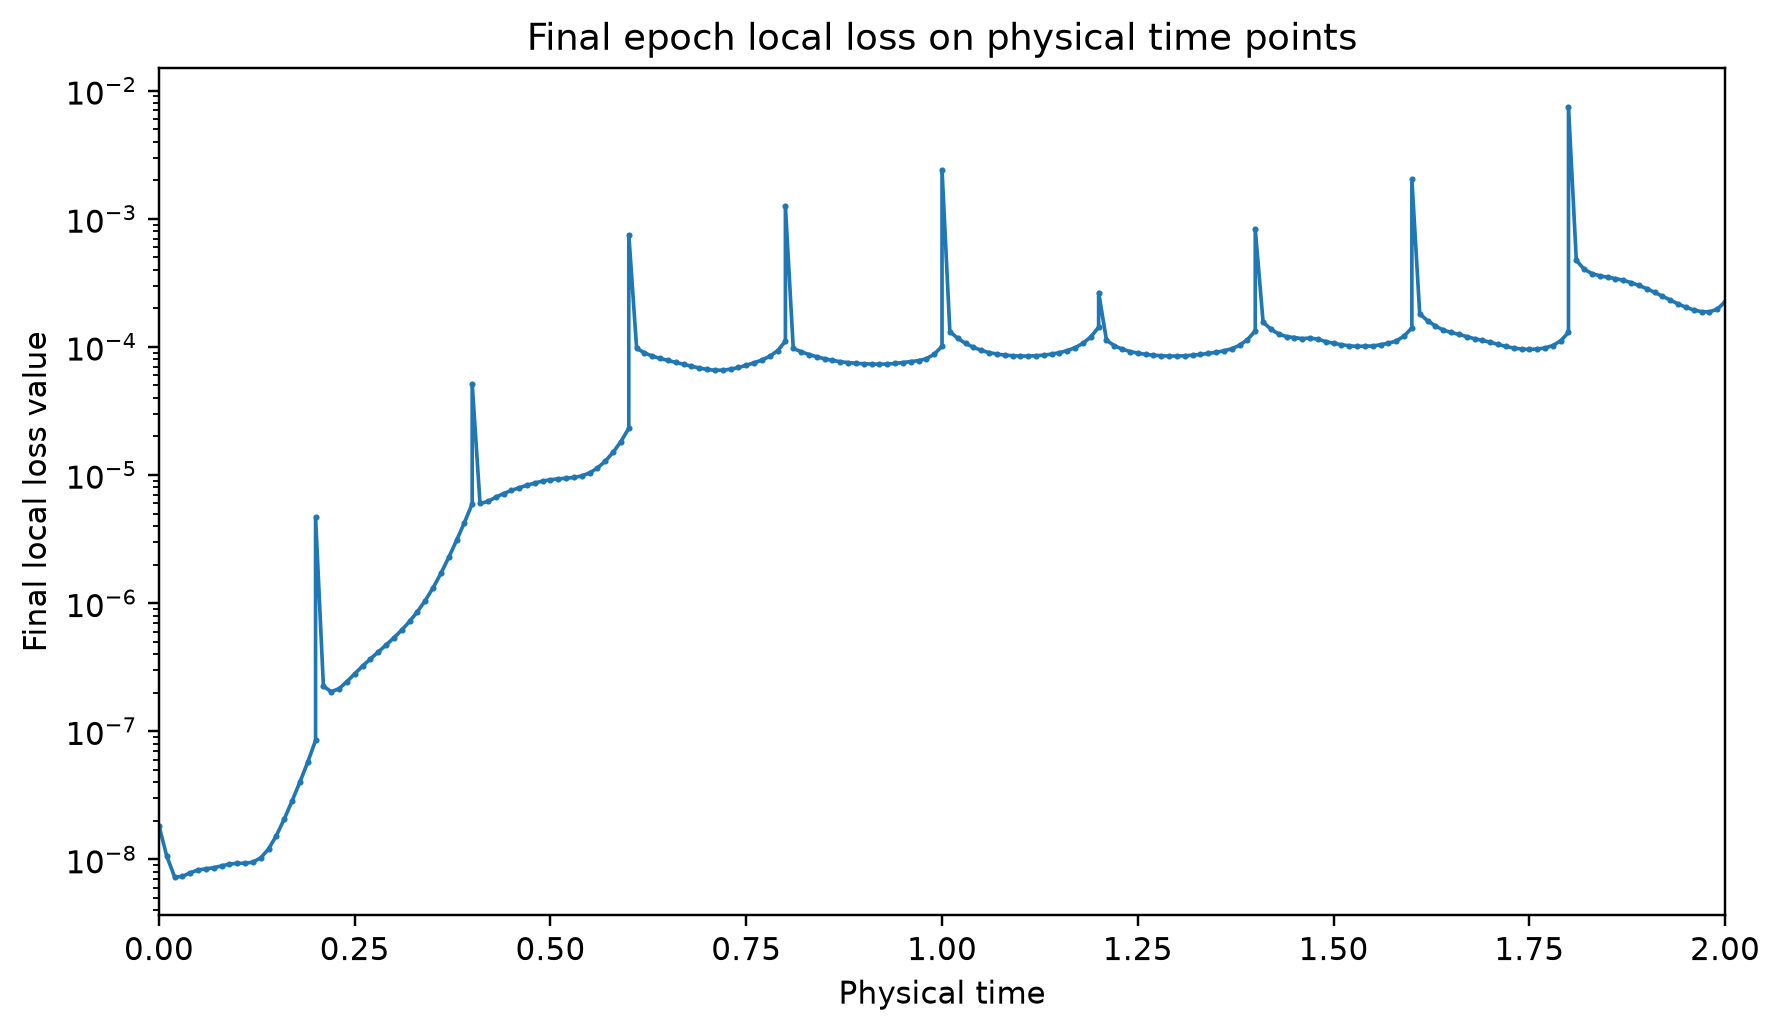 Final epoch local loss on physical time points
Final local loss value
10⁻²
10⁻³
10⁻⁴
10⁻⁵
10⁻⁶
10⁻⁷
10⁻⁸
0.00 0.25 0.50 0.75 1.00 1.25 1.50 1.75 2.00
Physical time